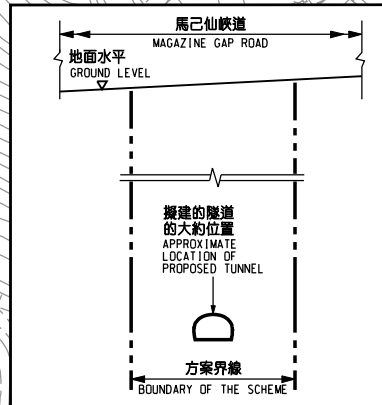 馬己仙峽道
MAGAZINE GAP ROAD
地面水平
GROUND LEVEL
擬建的隧道
的大約位置
APPROXIMATE
LOCATION OF
PROPOSED TUNNEL
方案界線
BOUNDARY OF THE SCHEME